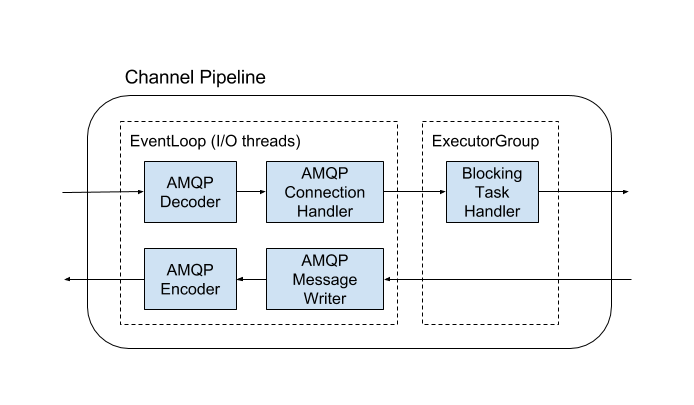 Channel Pipeline
EventLoop (I/O threads)
ExecutorGroup
AMQP
Decoder
AMQP
Connection
Handler
Blocking
Task
Handler
AMQP
Encoder
AMQP
Message
Writer